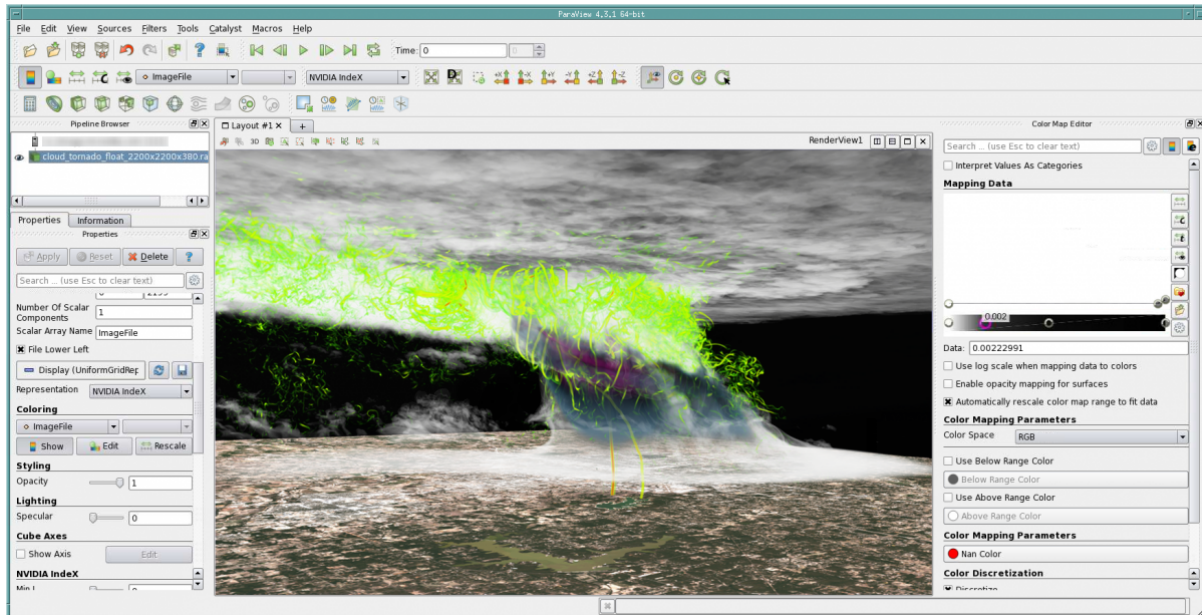 ParaView 4.3.1 64-bit
File Edit View Sources Filters Tools Catalyst Macros Help
Time: 0 0
ImageFile NVIDIA IndeX
Pipeline Browser
cloud_tornado_float_2200x2200x380.ra
Properties Information
Properties
Apply Reset Delete ?
Search ... (use Esc to clear text)
0 2199
Number Of Scalar Components 1
Scalar Array Name ImageFile
File Lower Left
Display (UniformGridRep
Representation NVIDIA IndeX
Coloring
ImageFile
Show Edit Rescale
Styling
Opacity 1
Lighting
Specular 0
Cube Axes
Show Axis Edit
NVIDIA IndeX
Layout #1
3D
RenderView1
Color Map Editor
Search ... (use Esc to clear text)
Interpret Values As Categories
Mapping Data
0.002
Data: 0.00222991
Use log scale when mapping data to colors
Enable opacity mapping for surfaces
Automatically rescale color map range to fit data
Color Mapping Parameters
Color Space RGB
Use Below Range Color
Below Range Color
Use Above Range Color
Above Range Color
Color Mapping Parameters
Nan Color
Color Discretization
Discretize